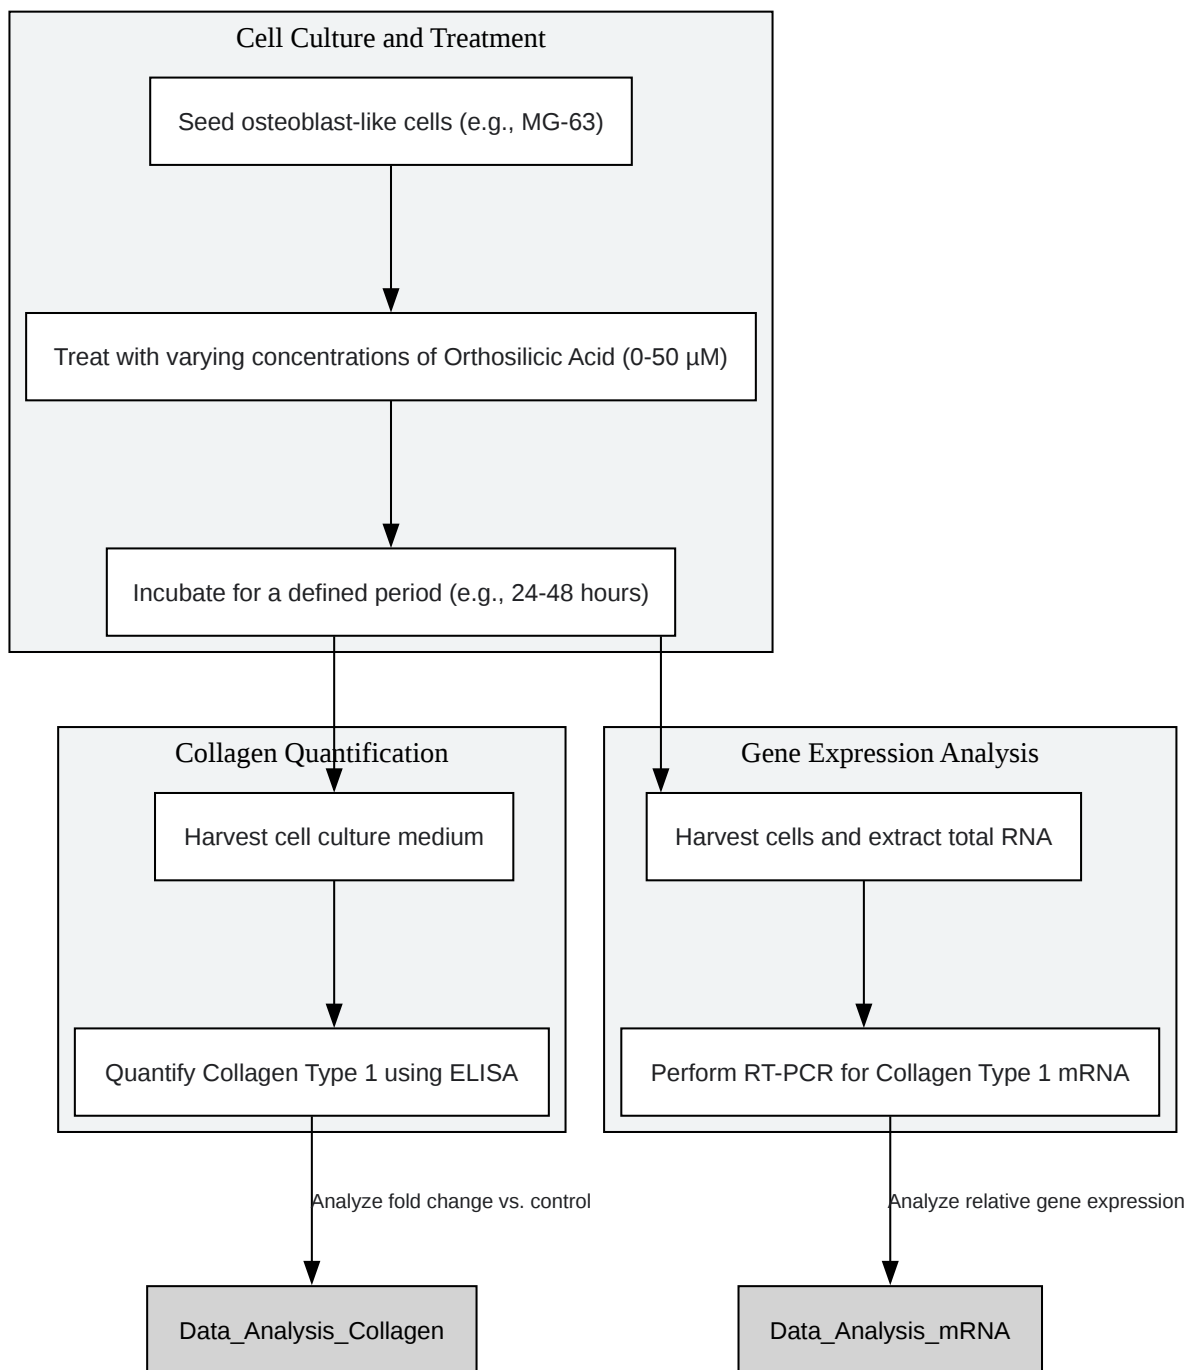 Cell Culture and Treatment
Seed osteoblast-like cells (e.g., MG-63)
Treat with varying concentrations of Orthosilicic Acid (0-50 µM)
Incubate for a defined period (e.g., 24-48 hours)
Collagen Quantification
Harvest cell culture medium
Quantify Collagen Type 1 using ELISA
Analyze fold change vs. control
Data_Analysis_Collagen
Gene Expression Analysis
Harvest cells and extract total RNA
Perform RT-PCR for Collagen Type 1 mRNA
Analyze relative gene expression
Data_Analysis_mRNA